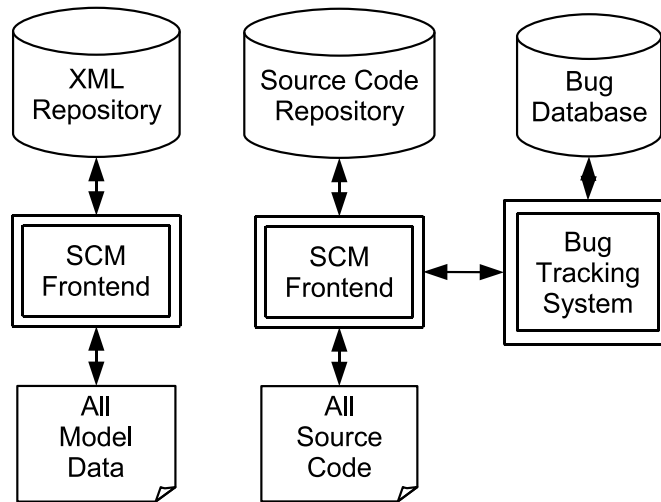 XML
Repository
Source Code
Repository
Bug
Database
SCM
Frontend
SCM
Frontend
Bug
Tracking
System
All
Model
Data
All
Source
Code